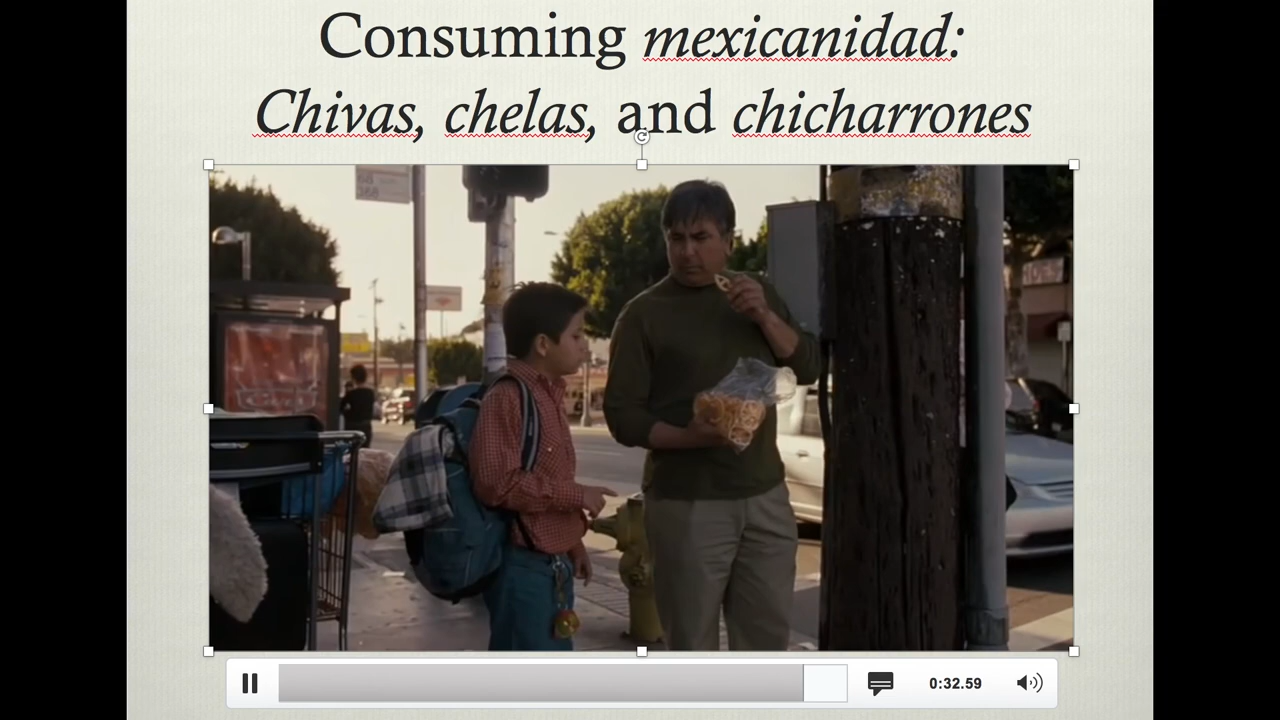 Consuming mexicanidad:
Chivas, chelas, and chicharrones
0:32.59